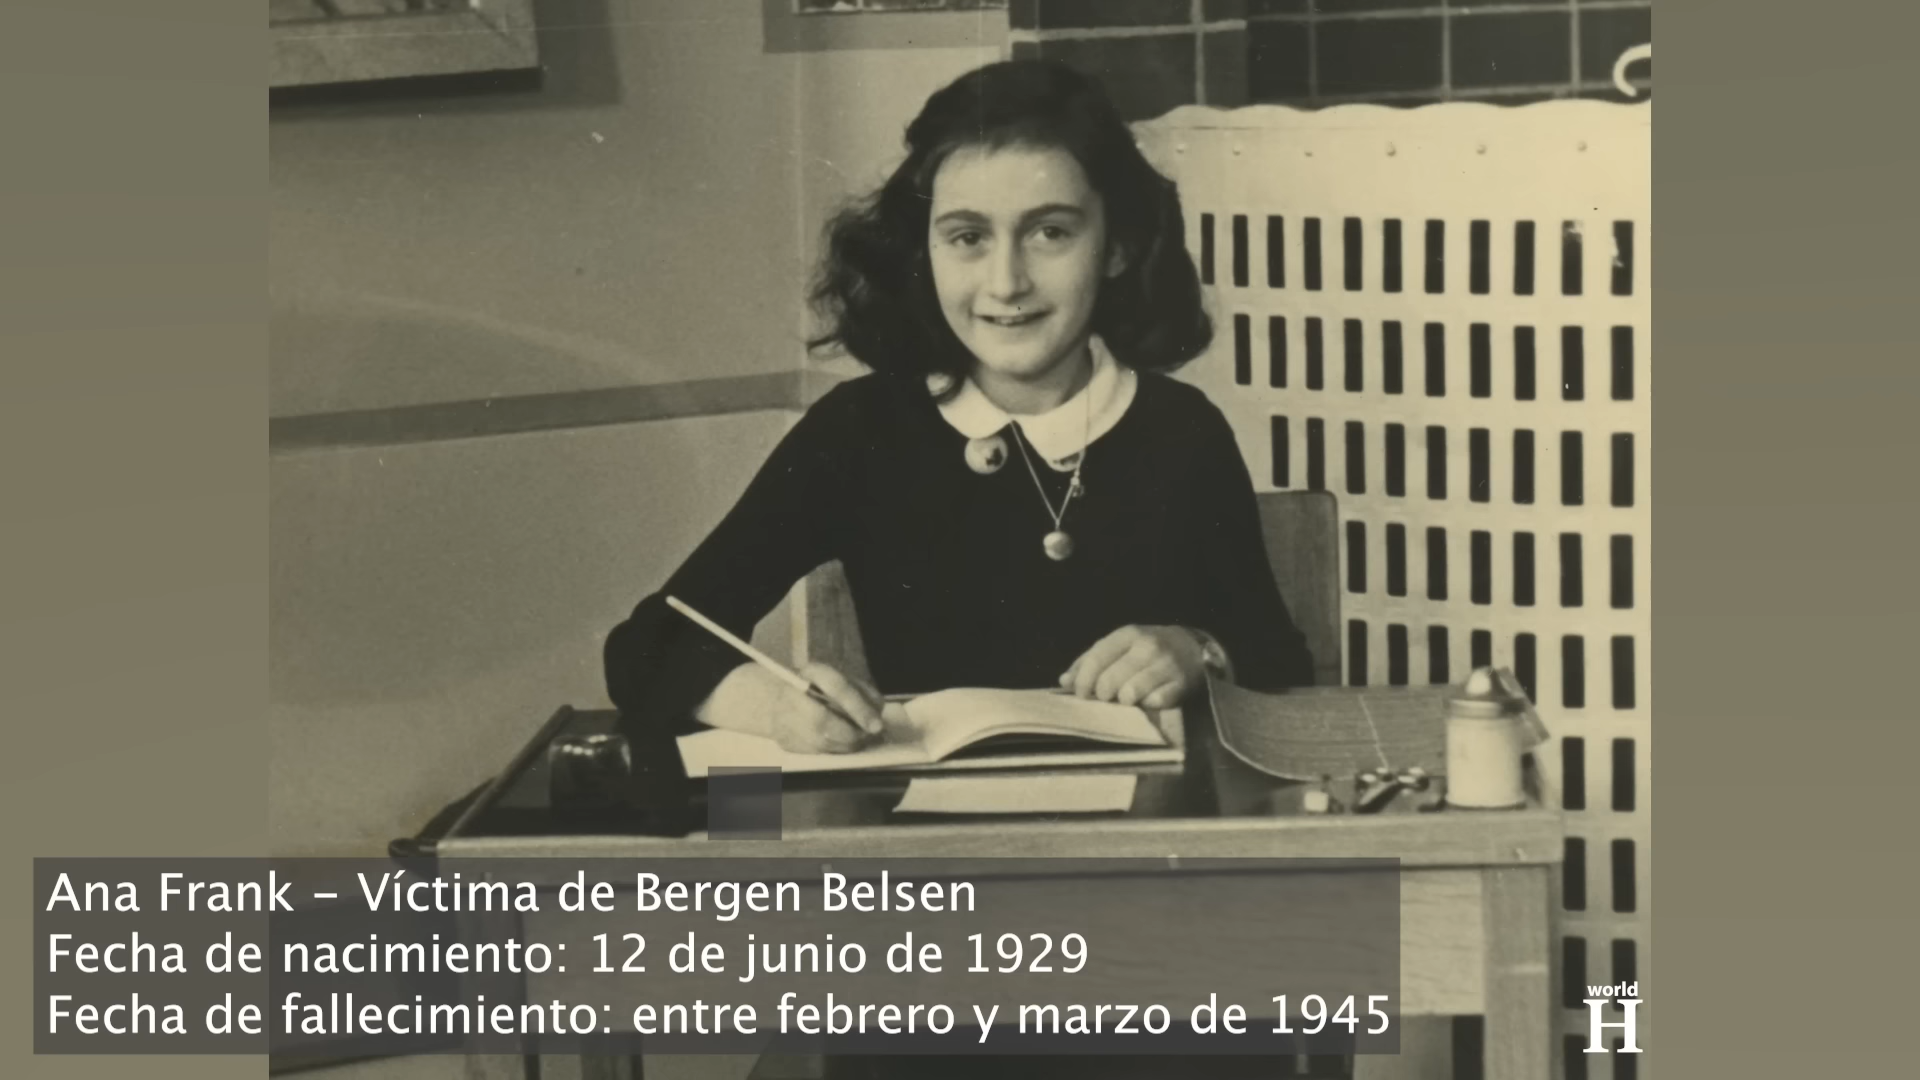 Ana Frank – Víctima de Bergen Belsen
Fecha de nacimiento: 12 de junio de 1929
Fecha de fallecimiento: entre febrero y marzo de 1945
world
H